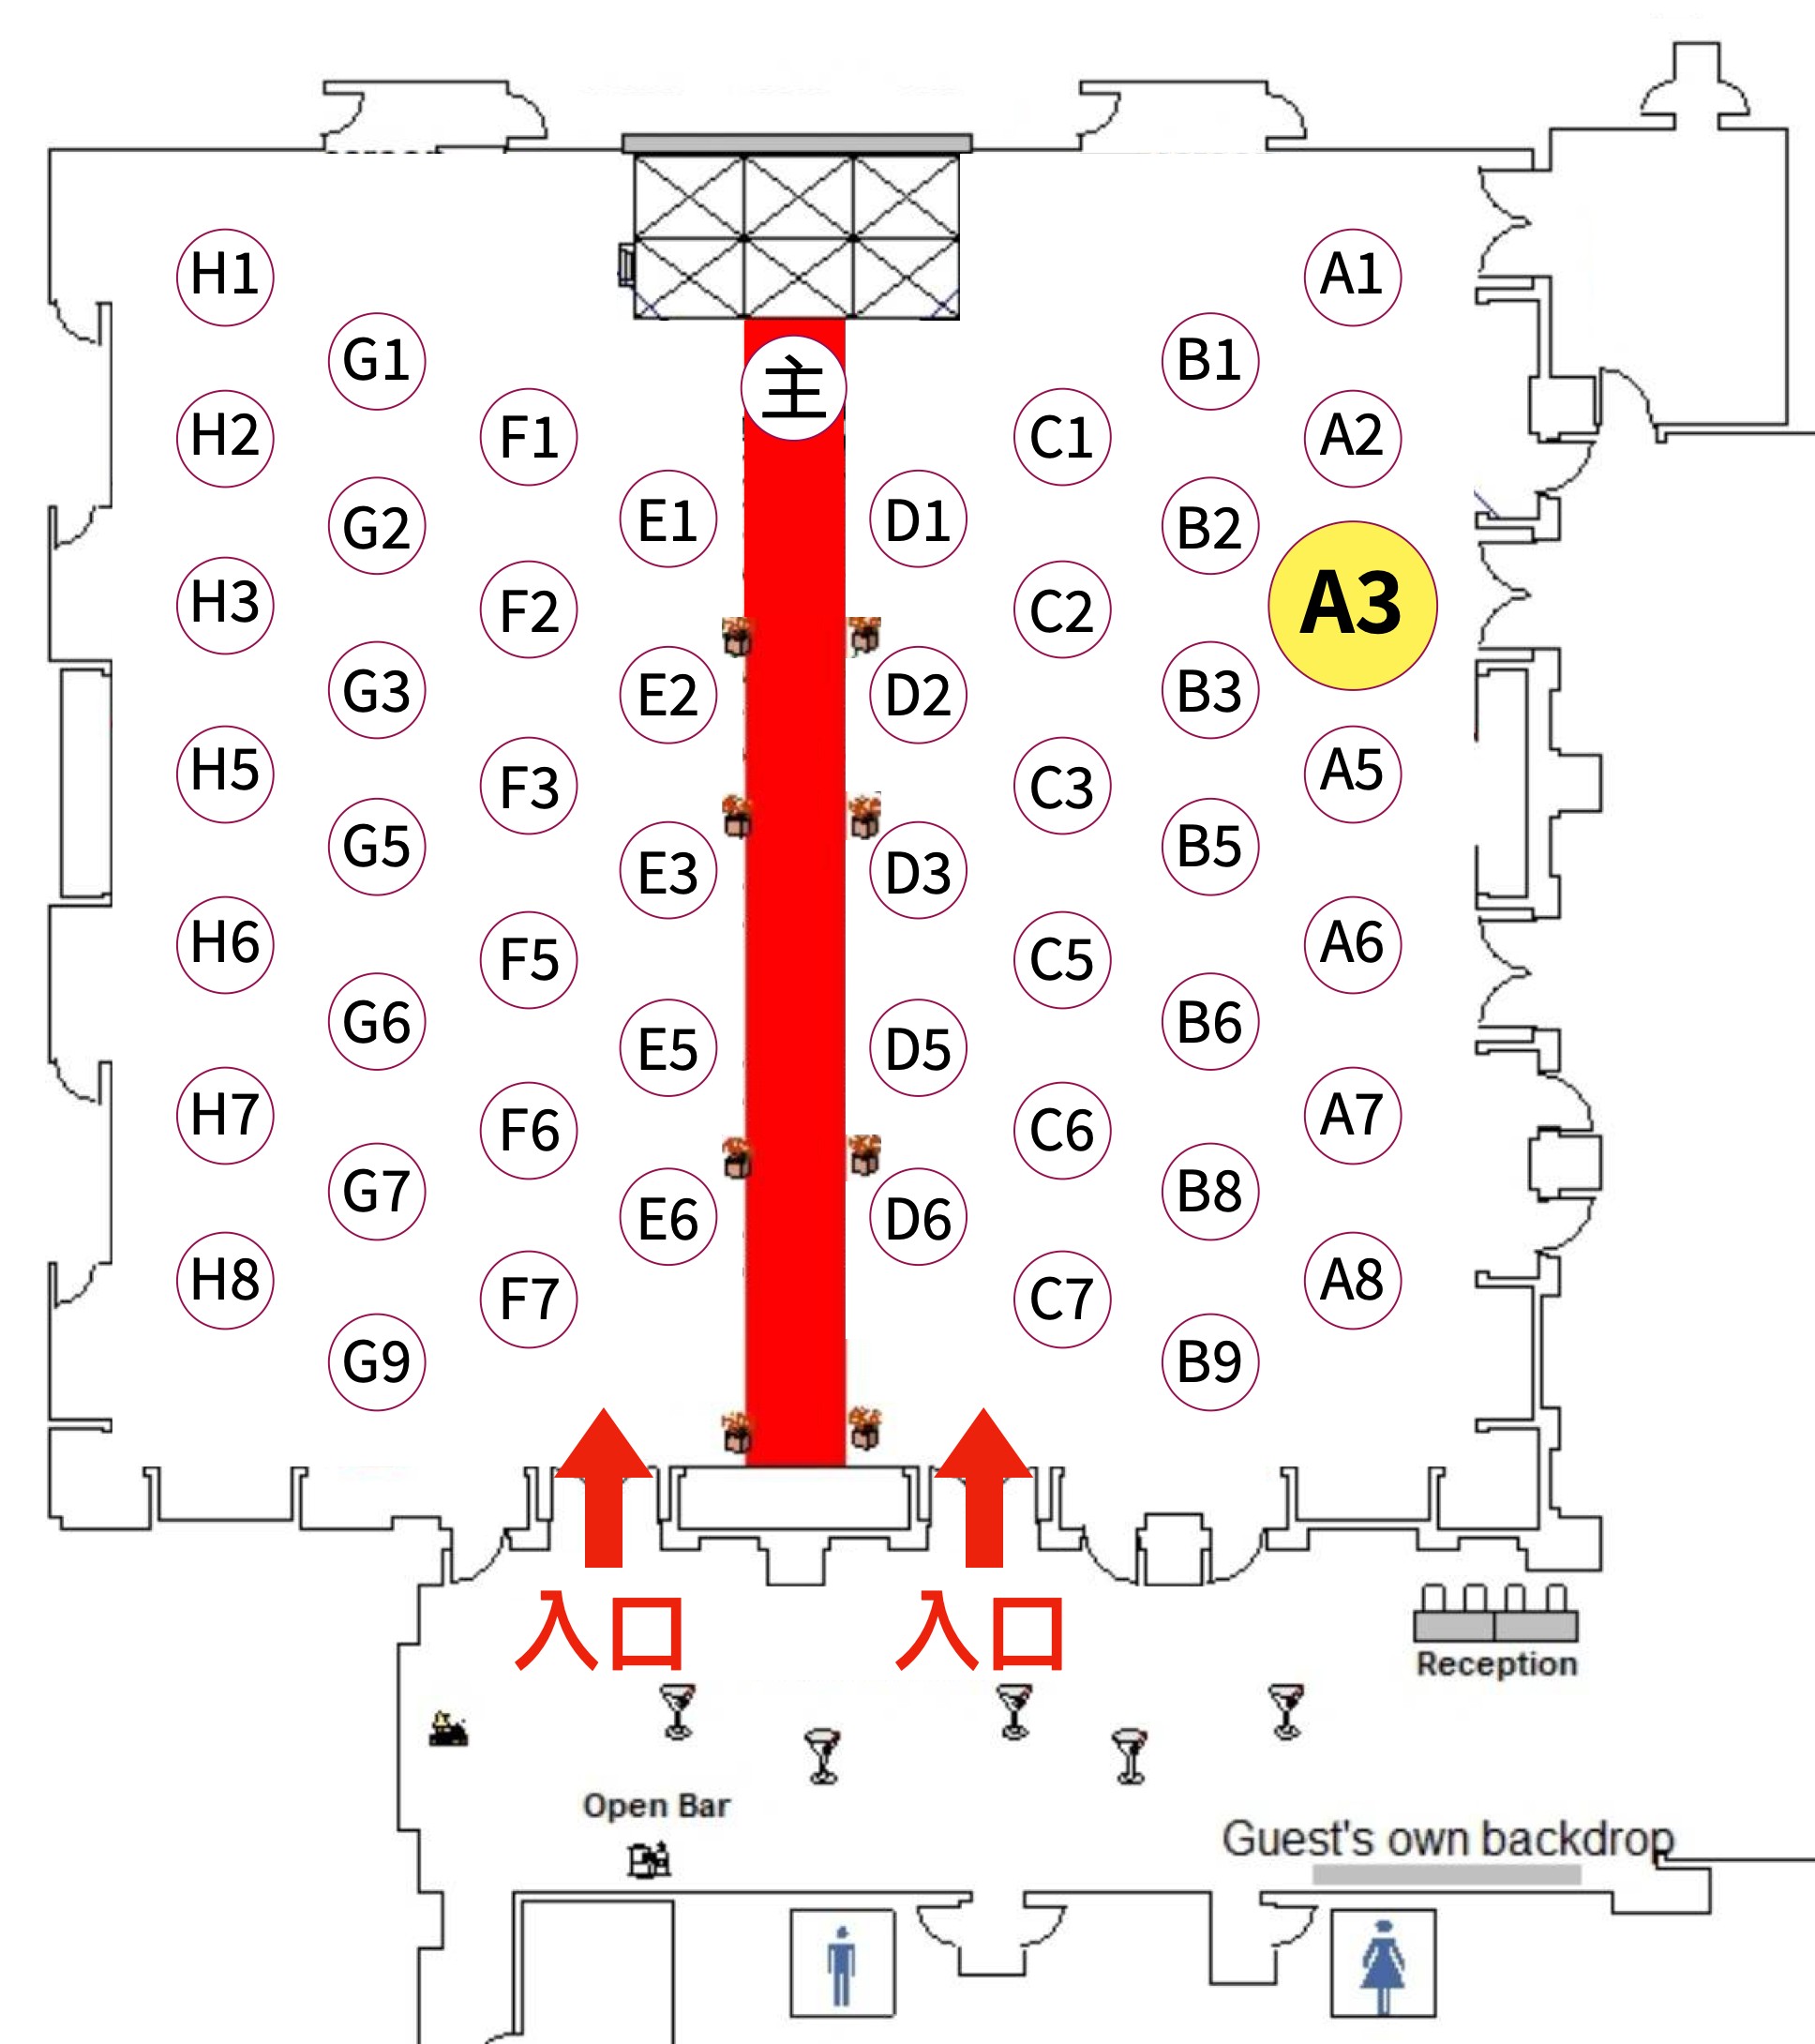 H1
A1
G1
主
B1
H2
F1
C1
A2
G2
E1
D1
B2
H3
F2
C2
A3
G3
E2
D2
B3
H5
F3
C3
A5
G5
E3
D3
B5
H6
F5
C5
A6
G6
E5
D5
B6
H7
F6
C6
A7
G7
E6
D6
B8
H8
F7
C7
A8
G9
B9
入口
入口
Reception
Open Bar
Guest's own backdrop